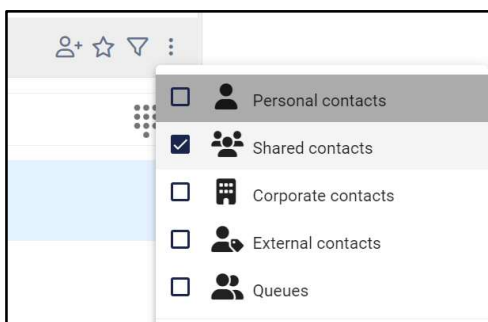 Personal contacts
Shared contacts
Corporate contacts
External contacts
Queues